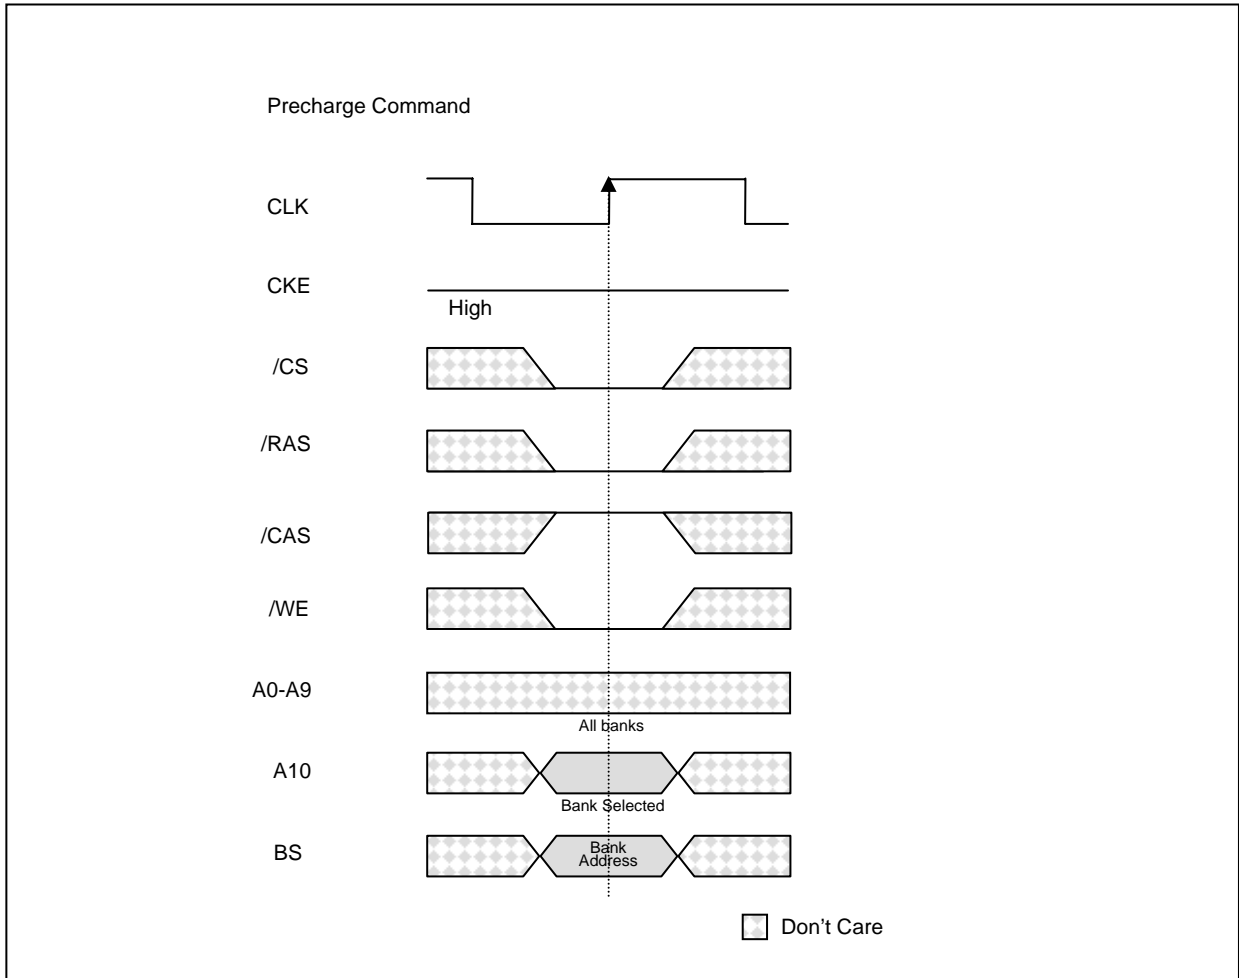 Precharge Command
CLK
CKE
High
/CS
/RAS
/CAS
/WE
A0-A9
All banks
A10
Bank Selected
BS
Bank
Address
Don't Care